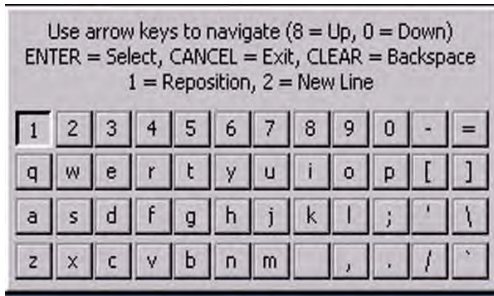 Use arrow keys to navigate (8 = Up, 0 = Down)
ENTER = Select, CANCEL = Exit, CLEAR = Backspace
1 = Reposition, 2 = New Line
1 2 3 4 5 6 7 8 9 0 - =
q w e r t y u i o p [ ]
a s d f g h j k l ; ' \
z x c v b n m , . / `